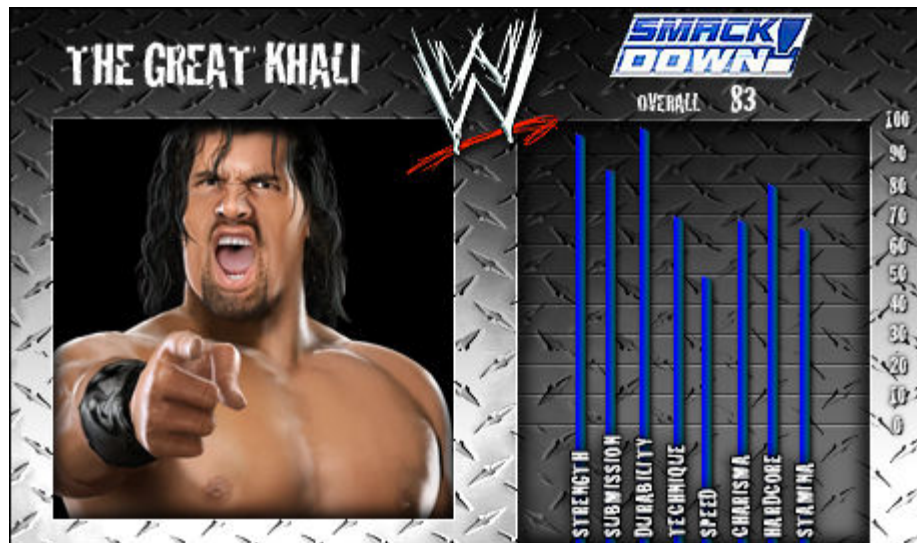 THE GREAT KHALI
W
SMACK
DOWN!
OVERALL 83
100
90
80
70
60
50
40
30
20
10
0
STRENGTH
SUBMISSION
DURABILITY
TECHNIQUE
SPEED
CHARISMA
HARDCORE
STAMINA